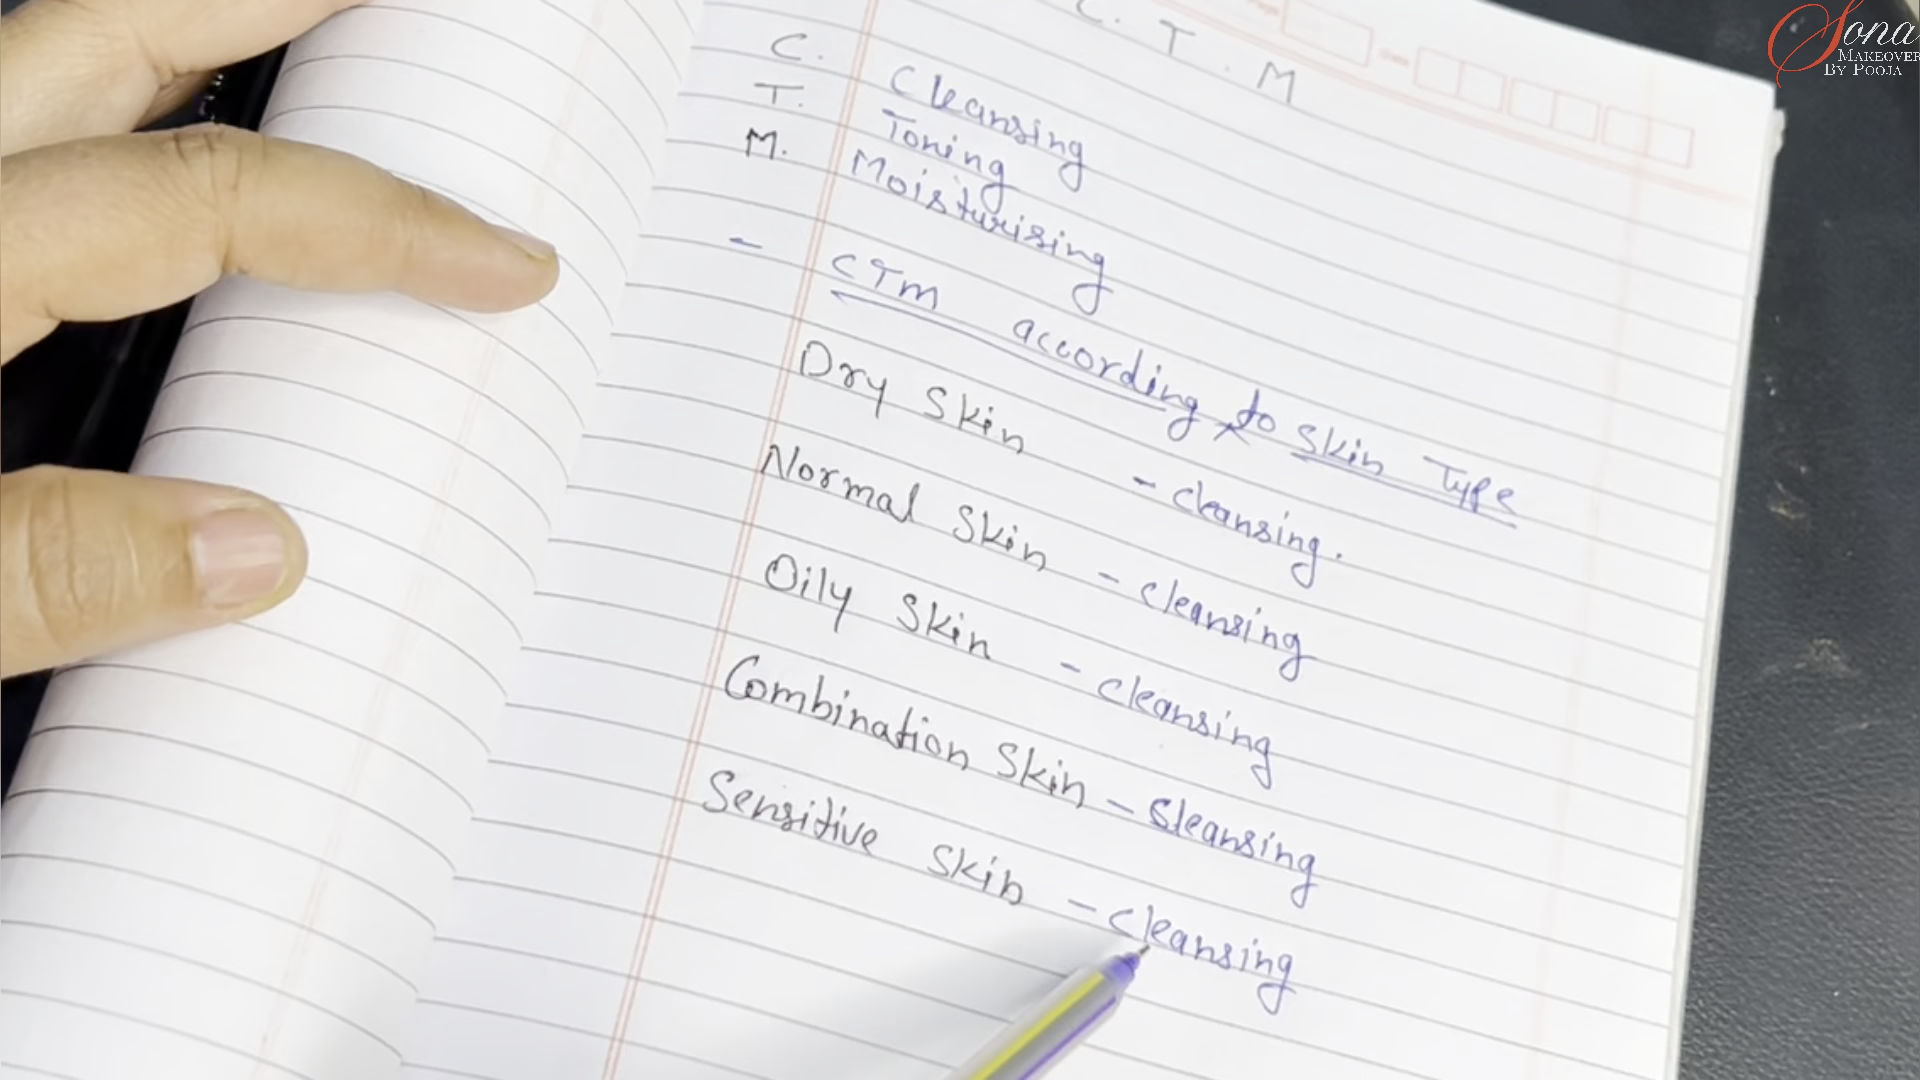 C. T. M
C. Cleansing
T. Toning
M. Moisturising
- CTM according to Skin Type
Dry Skin - cleansing.
Normal Skin - cleansing
Oily Skin - cleansing
Combination Skin - Sleansing
Sensitive Skin - cleansing
Sona
MAKEOVER
BY POOJA